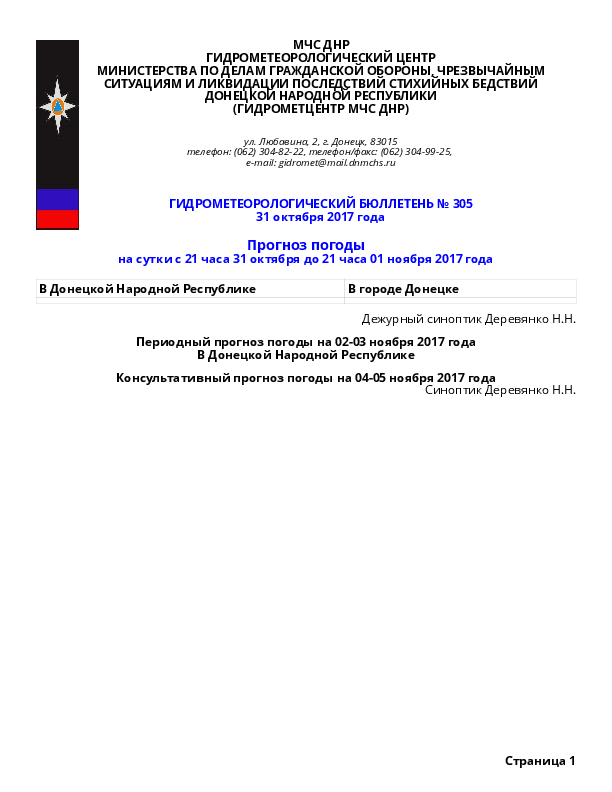 МЧС ДНР
ГИДРОМЕТЕОРОЛОГИЧЕСКИЙ ЦЕНТР
МИНИСТЕРСТВА ПО ДЕЛАМ ГРАЖДАНСКОЙ ОБОРОНЫ, ЧРЕЗВЫЧАЙНЫМ
СИТУАЦИЯМ И ЛИКВИДАЦИИ ПОСЛЕДСТВИЙ СТИХИЙНЫХ БЕДСТВИЙ
ДОНЕЦКОЙ НАРОДНОЙ РЕСПУБЛИКИ
(ГИДРОМЕТЦЕНТР МЧС ДНР)
ул. Любавина, 2, г. Донецк, 83015
телефон: (062) 304-82-22, телефон/факс: (062) 304-99-25,
e-mail: gidromet@mail.dnmchs.ru
ГИДРОМЕТЕОРОЛОГИЧЕСКИЙ БЮЛЛЕТЕНЬ № 305
31 октября 2017 года
Прогноз погоды
на сутки с 21 часа 31 октября до 21 часа 01 ноября 2017 года
В Донецкой Народной Республике
В городе Донецке
Дежурный синоптик Деревянко Н.Н.
Периодный прогноз погоды на 02-03 ноября 2017 года
В Донецкой Народной Республике
Консультативный прогноз погоды на 04-05 ноября 2017 года
Синоптик Деревянко Н.Н.
Страница 1